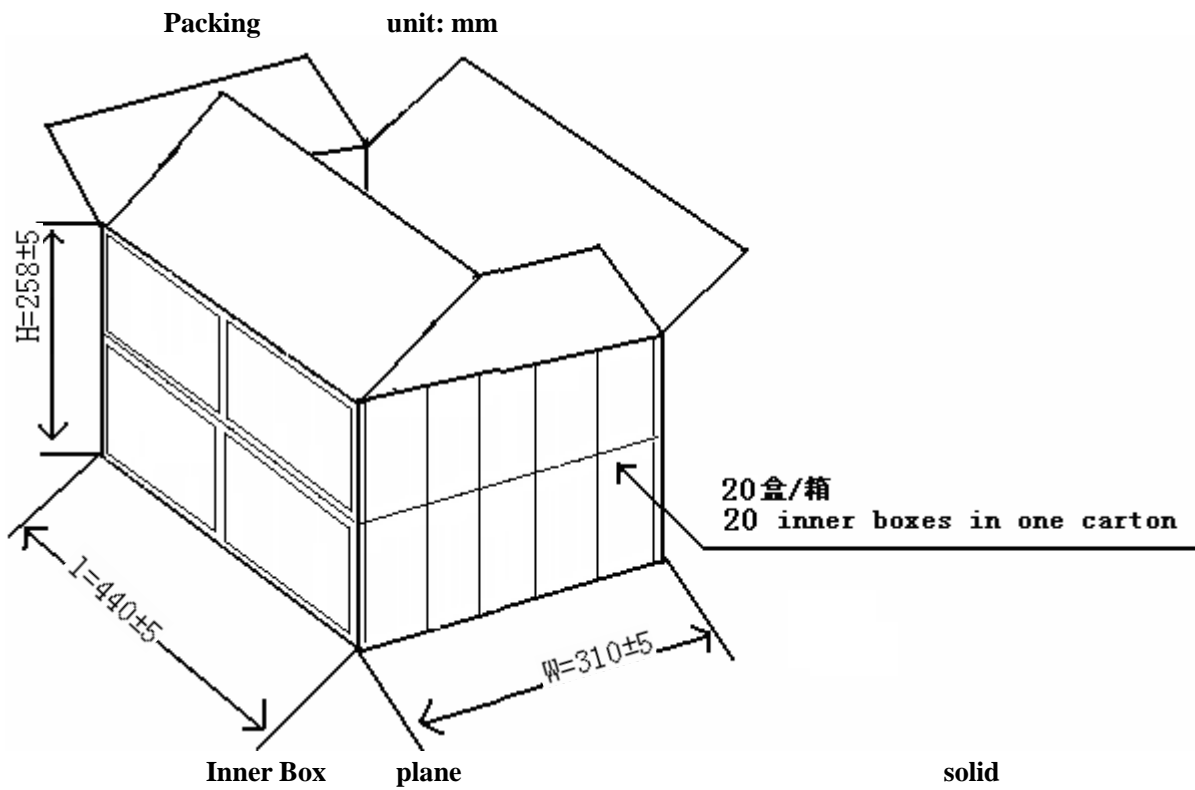 Packing unit: mm
H=258±5
20盒/箱
20 inner boxes in one carton
l=440±5
W=310±5
Inner Box plane solid